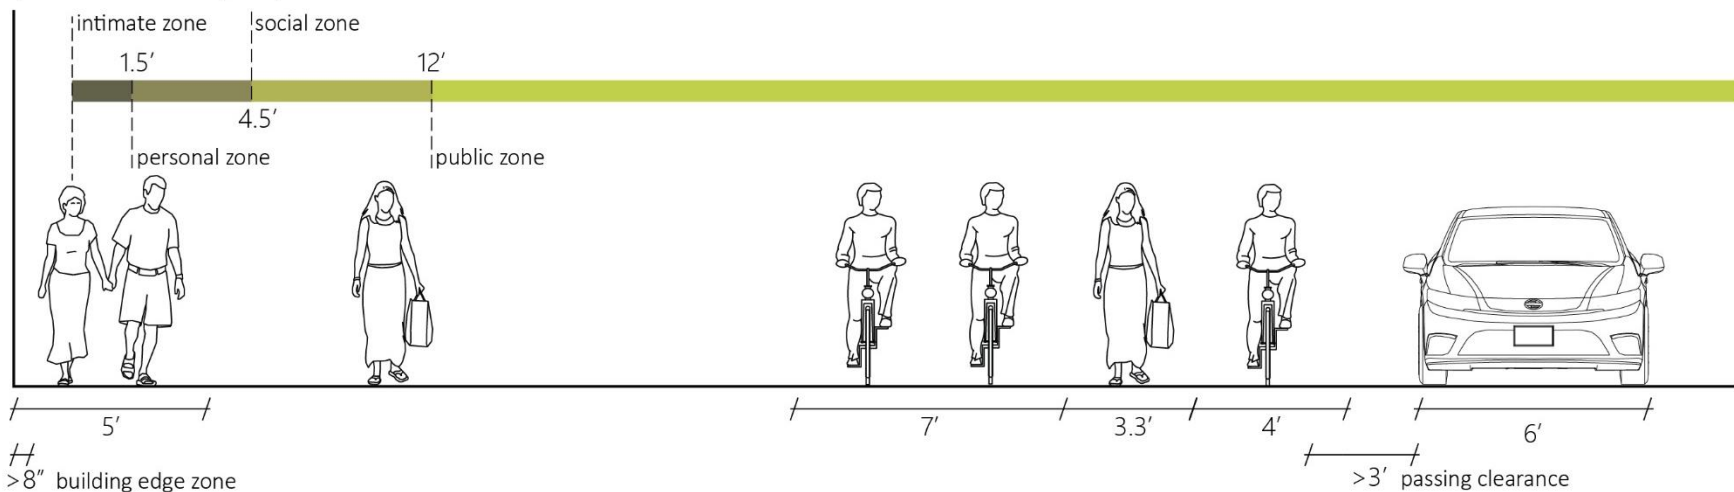 intimate zone
social zone
1.5′
12′
4.5′
personal zone
public zone
5′
7′
3.3′
4′
6′
>8″ building edge zone
>3′ passing clearance